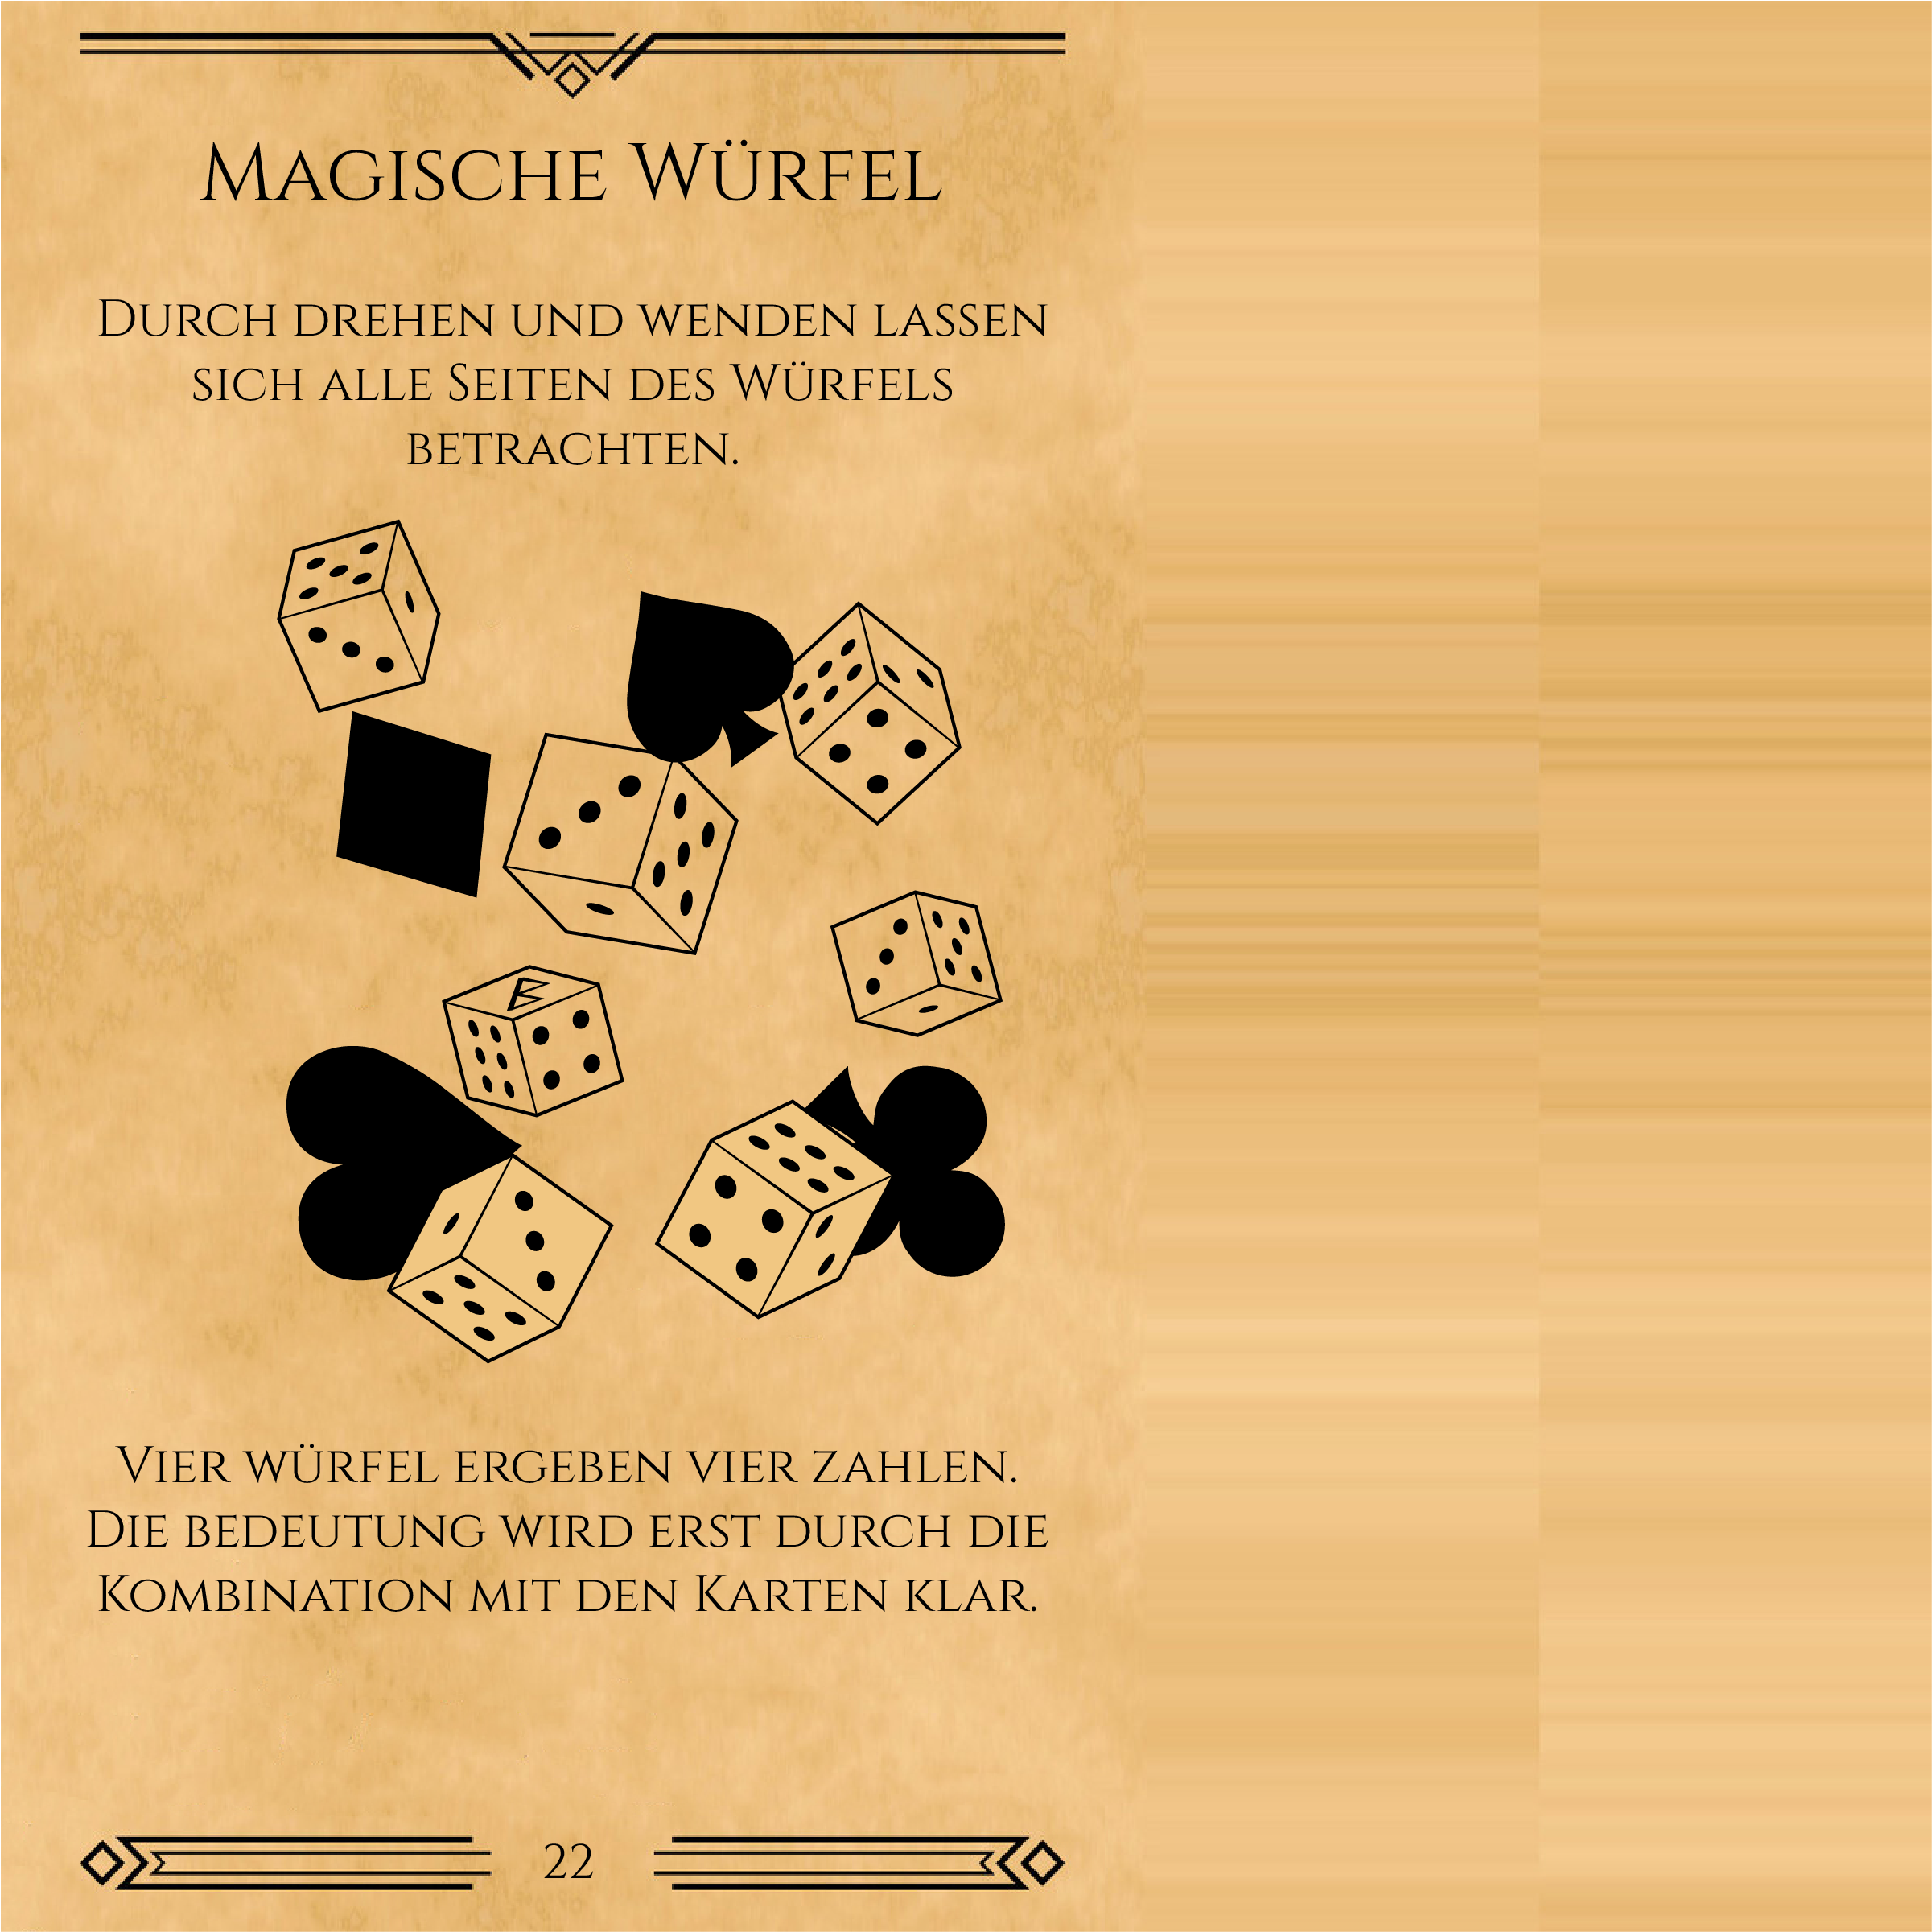 Magische Würfel
Durch drehen und wenden lassen
sich alle Seiten des Würfels
betrachten.
Vier würfel ergeben vier zahlen.
Die bedeutung wird erst durch die
Kombination mit den Karten klar.
22